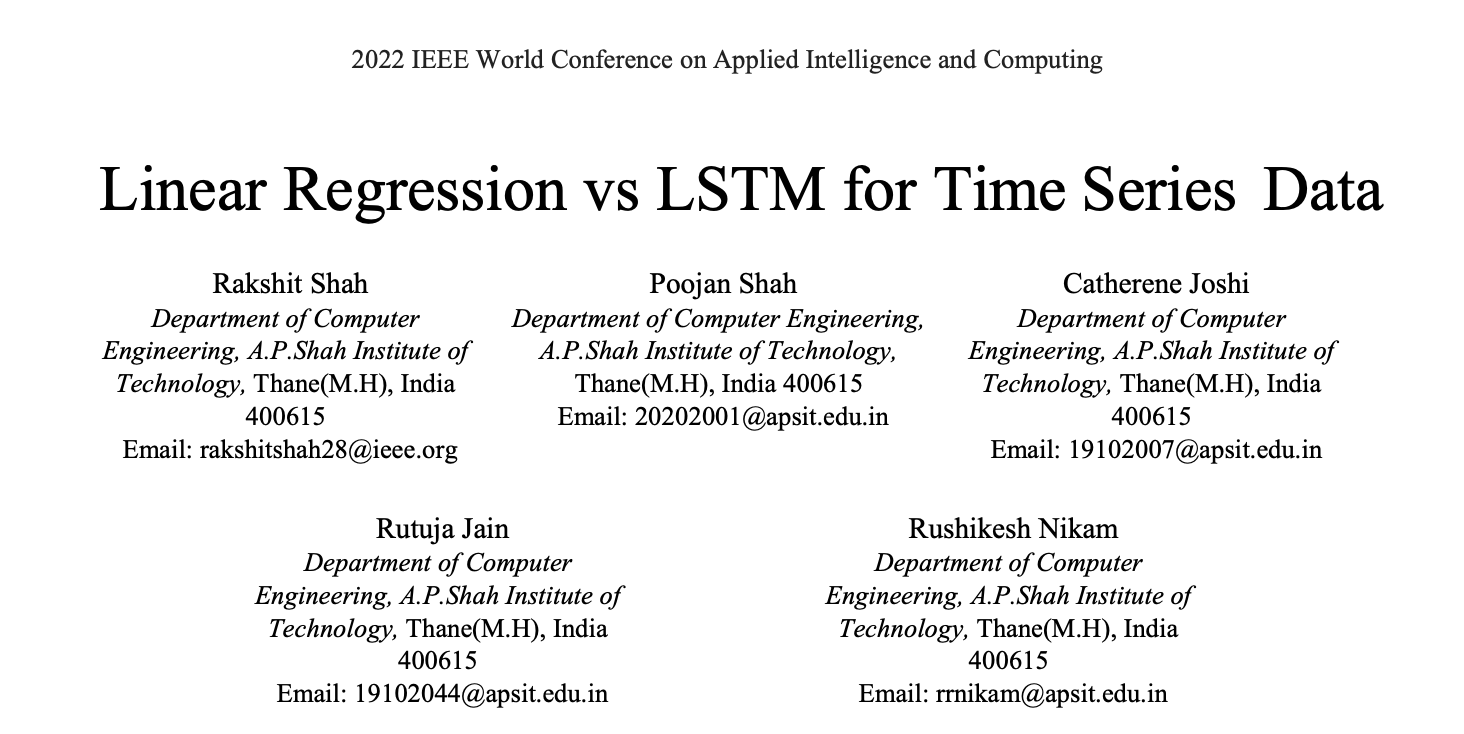 2022 IEEE World Conference on Applied Intelligence and Computing
Linear Regression vs LSTM for Time Series Data
Rakshit Shah
Department of Computer
Engineering, A.P.Shah Institute of
Technology, Thane(M.H), India
400615
Email: rakshitshah28@ieee.org
Poojan Shah
Department of Computer Engineering,
A.P.Shah Institute of Technology,
Thane(M.H), India 400615
Email: 20202001@apsit.edu.in
Catherene Joshi
Department of Computer
Engineering, A.P.Shah Institute of
Technology, Thane(M.H), India
400615
Email: 19102007@apsit.edu.in
Rutuja Jain
Department of Computer
Engineering, A.P.Shah Institute of
Technology, Thane(M.H), India
400615
Email: 19102044@apsit.edu.in
Rushikesh Nikam
Department of Computer
Engineering, A.P.Shah Institute of
Technology, Thane(M.H), India
400615
Email: rrnikam@apsit.edu.in